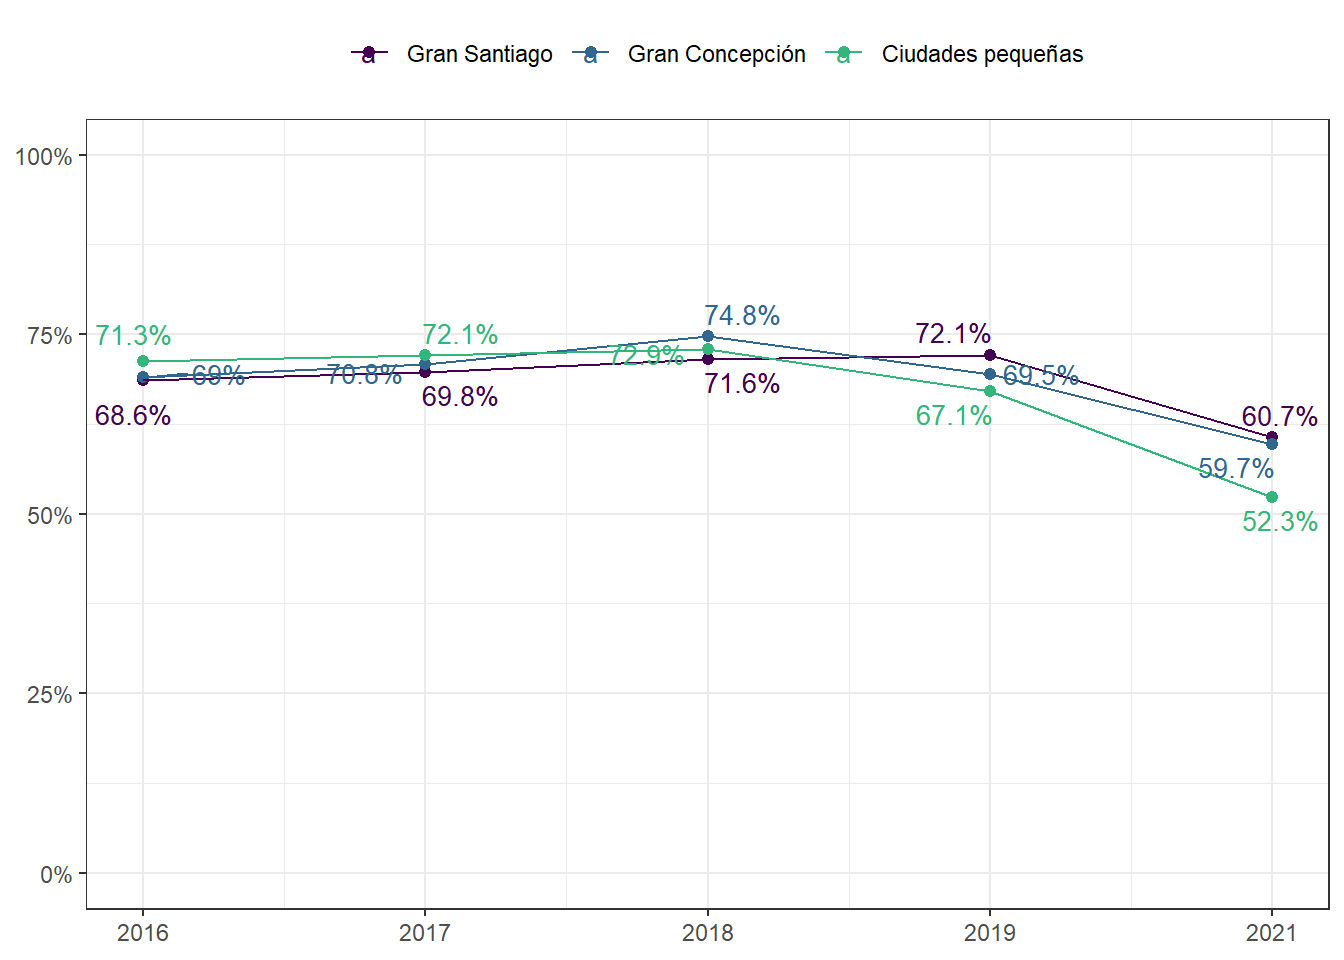 a Gran Santiago a Gran Concepción a Ciudades pequeñas
100%
74.8%
75% 71.3% 72.1% 72.1%
69% 70.8% 72.9% 69.5%
68.6% 69.8% 71.6% 67.1% 60.7%
59.7%
50% 52.3%
25%
0%
2016 2017 2018 2019 2021